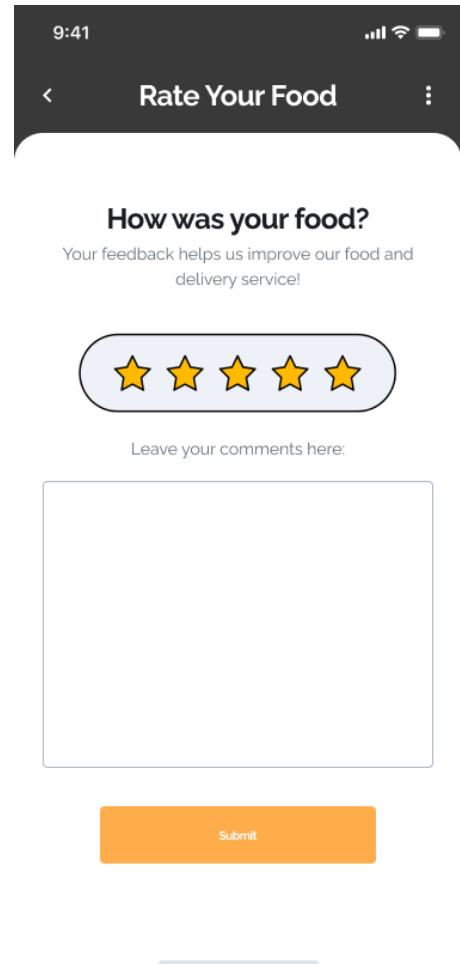 9:41
Rate Your Food
How was your food?
Your feedback helps us improve our food and
delivery service!
Leave your comments here:
Submit